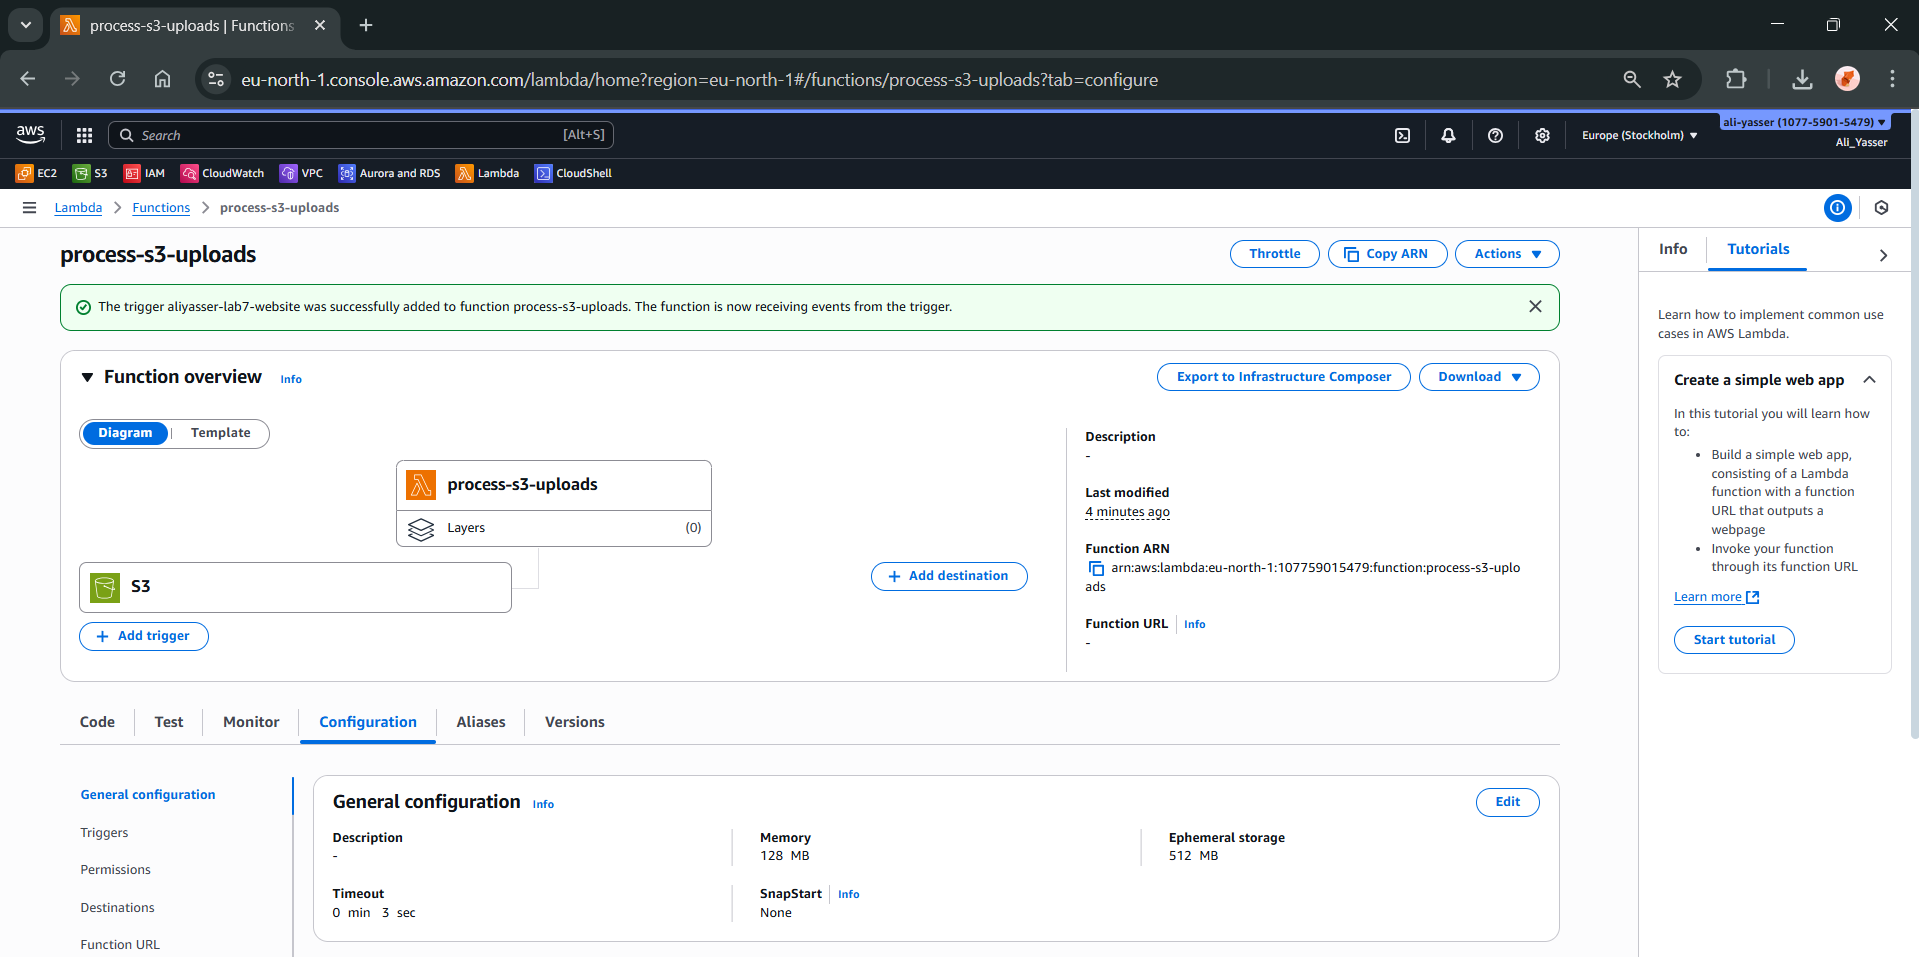 process-s3-uploads | Functions
eu-north-1.console.aws.amazon.com/lambda/home?region=eu-north-1#/functions/process-s3-uploads?tab=configure
aws
Search
[Alt+S]
Europe (Stockholm)
ali-yasser (1077-5901-5479)
Ali_Yasser
EC2
S3
IAM
CloudWatch
VPC
Aurora and RDS
Lambda
CloudShell
Lambda
Functions
process-s3-uploads
process-s3-uploads
Throttle
Copy ARN
Actions
The trigger aliyasser-lab7-website was successfully added to function process-s3-uploads. The function is now receiving events from the trigger.
Function overview
Info
Export to Infrastructure Composer
Download
Diagram
Template
process-s3-uploads
Layers
(0)
S3
Add destination
Add trigger
Description
-
Last modified
4 minutes ago
Function ARN
arn:aws:lambda:eu-north-1:107759015479:function:process-s3-uplo
ads
Function URL
Info
-
Code
Test
Monitor
Configuration
Aliases
Versions
General configuration
Triggers
Permissions
Destinations
Function URL
General configuration
Info
Edit
Description
-
Memory
128 MB
Ephemeral storage
512 MB
Timeout
0 min 3 sec
SnapStart
Info
None
Info
Tutorials
Learn how to implement common use
cases in AWS Lambda.
Create a simple web app
In this tutorial you will learn how
to:
• Build a simple web app,
consisting of a Lambda
function with a function
URL that outputs a
webpage
• Invoke your function
through its function URL
Learn more
Start tutorial